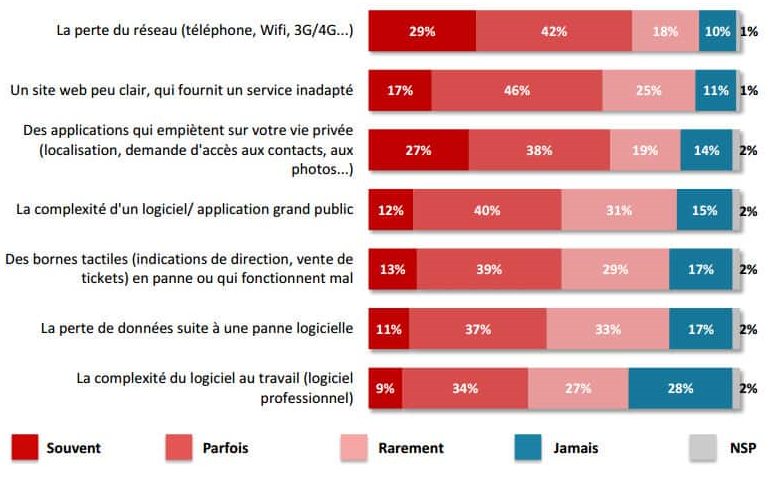 La perte du réseau (téléphone, Wifi, 3G/4G...) 29% 42% 18% 10% 1%
Un site web peu clair, qui fournit un service inadapté 17% 46% 25% 11% 1%
Des applications qui empiètent sur votre vie privée
(localisation, demande d'accès aux contacts, aux 27% 38% 19% 14% 2%
photos...)
La complexité d'un logiciel/ application grand public 12% 40% 31% 15% 2%
Des bornes tactiles (indications de direction, vente de
tickets) en panne ou qui fonctionnent mal 13% 39% 29% 17% 2%
La perte de données suite à une panne logicielle 11% 37% 33% 17% 2%
La complexité du logiciel au travail (logiciel
professionnel) 9% 34% 27% 28% 2%
Souvent Parfois Rarement Jamais NSP